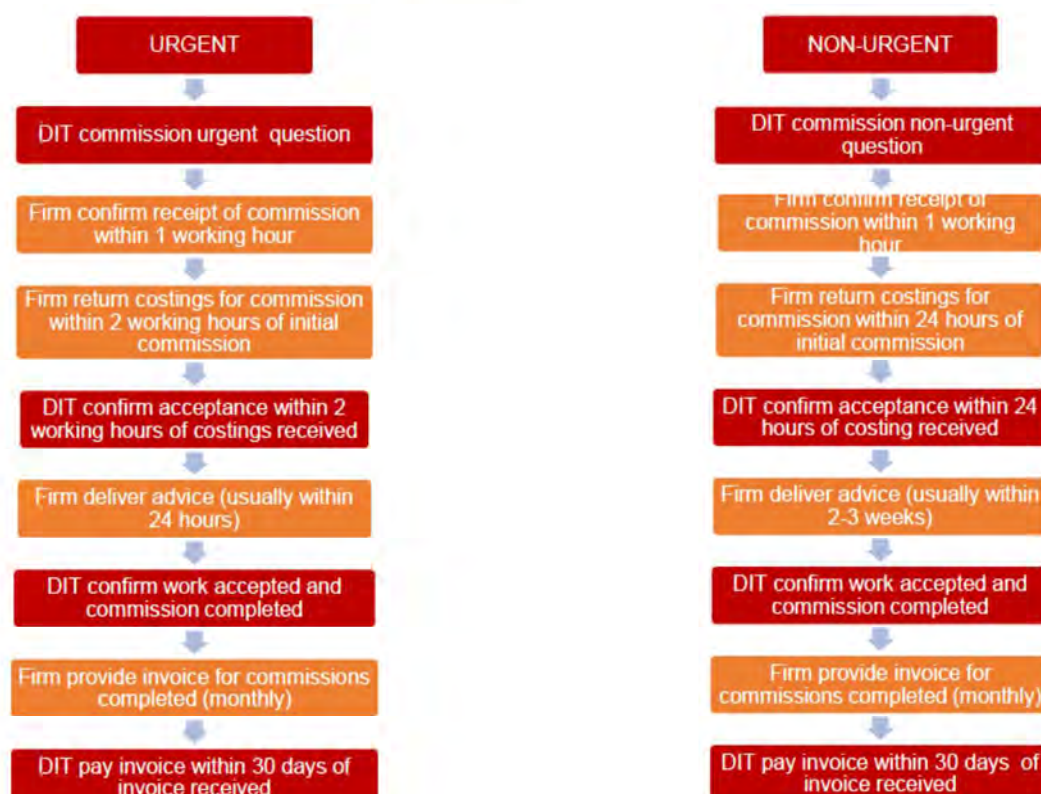 URGENT
DIT commission urgent question
Firm confirm receipt of commission
within 1 working hour
Firm return costings for commission
within 2 working hours of initial
commission
DIT confirm acceptance within 2
working hours of costings received
Firm deliver advice (usually within
24 hours)
DIT confirm work accepted and
commission completed
Firm provide invoice for commissions
completed (monthly)
DIT pay invoice within 30 days of
invoice received
NON-URGENT
DIT commission non-urgent
question
Firm confirm receipt of
commission within 1 working
hour
Firm return costings for
commission within 24 hours of
initial commission
DIT confirm acceptance within 24
hours of costing received
Firm deliver advice (usually within
2-3 weeks)
DIT confirm work accepted and
commission completed
Firm provide invoice for
commissions completed (monthly)
DIT pay invoice within 30 days of
invoice received